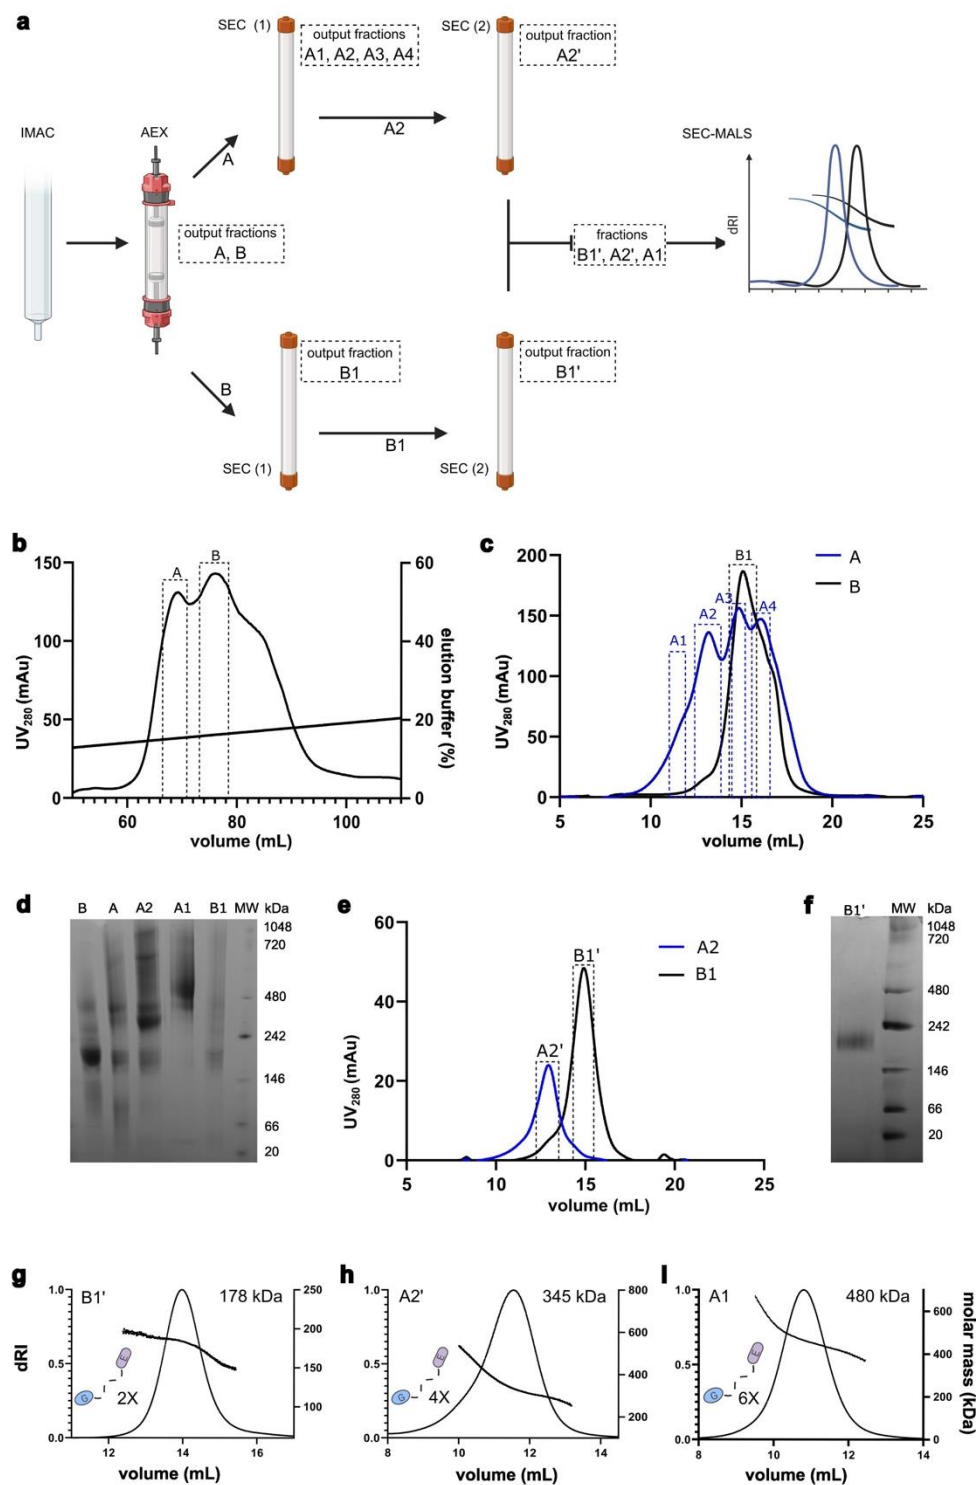 a
SEC (1)
output fractions
A1, A2, A3, A4
SEC (2)
output fraction
A2'
IMAC
AEX
A
A2
SEC-MALS
output fractions
A, B
fractions
B1', A2', A1
dRI
B
output fraction
B1
output fraction
B1'
B1
SEC (1)
SEC (2)
b
150
100
50
0
UV280 (mAu)
A
B
60
40
20
0
elution buffer (%)
60
80
100
volume (mL)
c
200
150
100
50
0
UV280 (mAu)
B1
A1
A2
A3
A4
A
B
5
10
15
20
25
volume (mL)
d
B A A2 A1 B1 MW kDa
1048
720
480
242
146
66
20
e
60
40
20
0
UV280 (mAu)
A2'
B1'
A2
B1
5
10
15
20
25
volume (mL)
f
B1' MW kDa
1048
720
480
242
146
66
20
g
1.0
0.5
0.0
dRI
B1'
178 kDa
G
E
2X
250
200
150
100
12
14
16
volume (mL)
h
1.0
0.5
0.0
A2'
345 kDa
G
E
4X
800
600
400
200
8
10
12
14
volume (mL)
I
1.0
0.5
0.0
A1
480 kDa
G
E
6X
600
400
200
0
molar mass (kDa)
8
10
12
14
volume (mL)